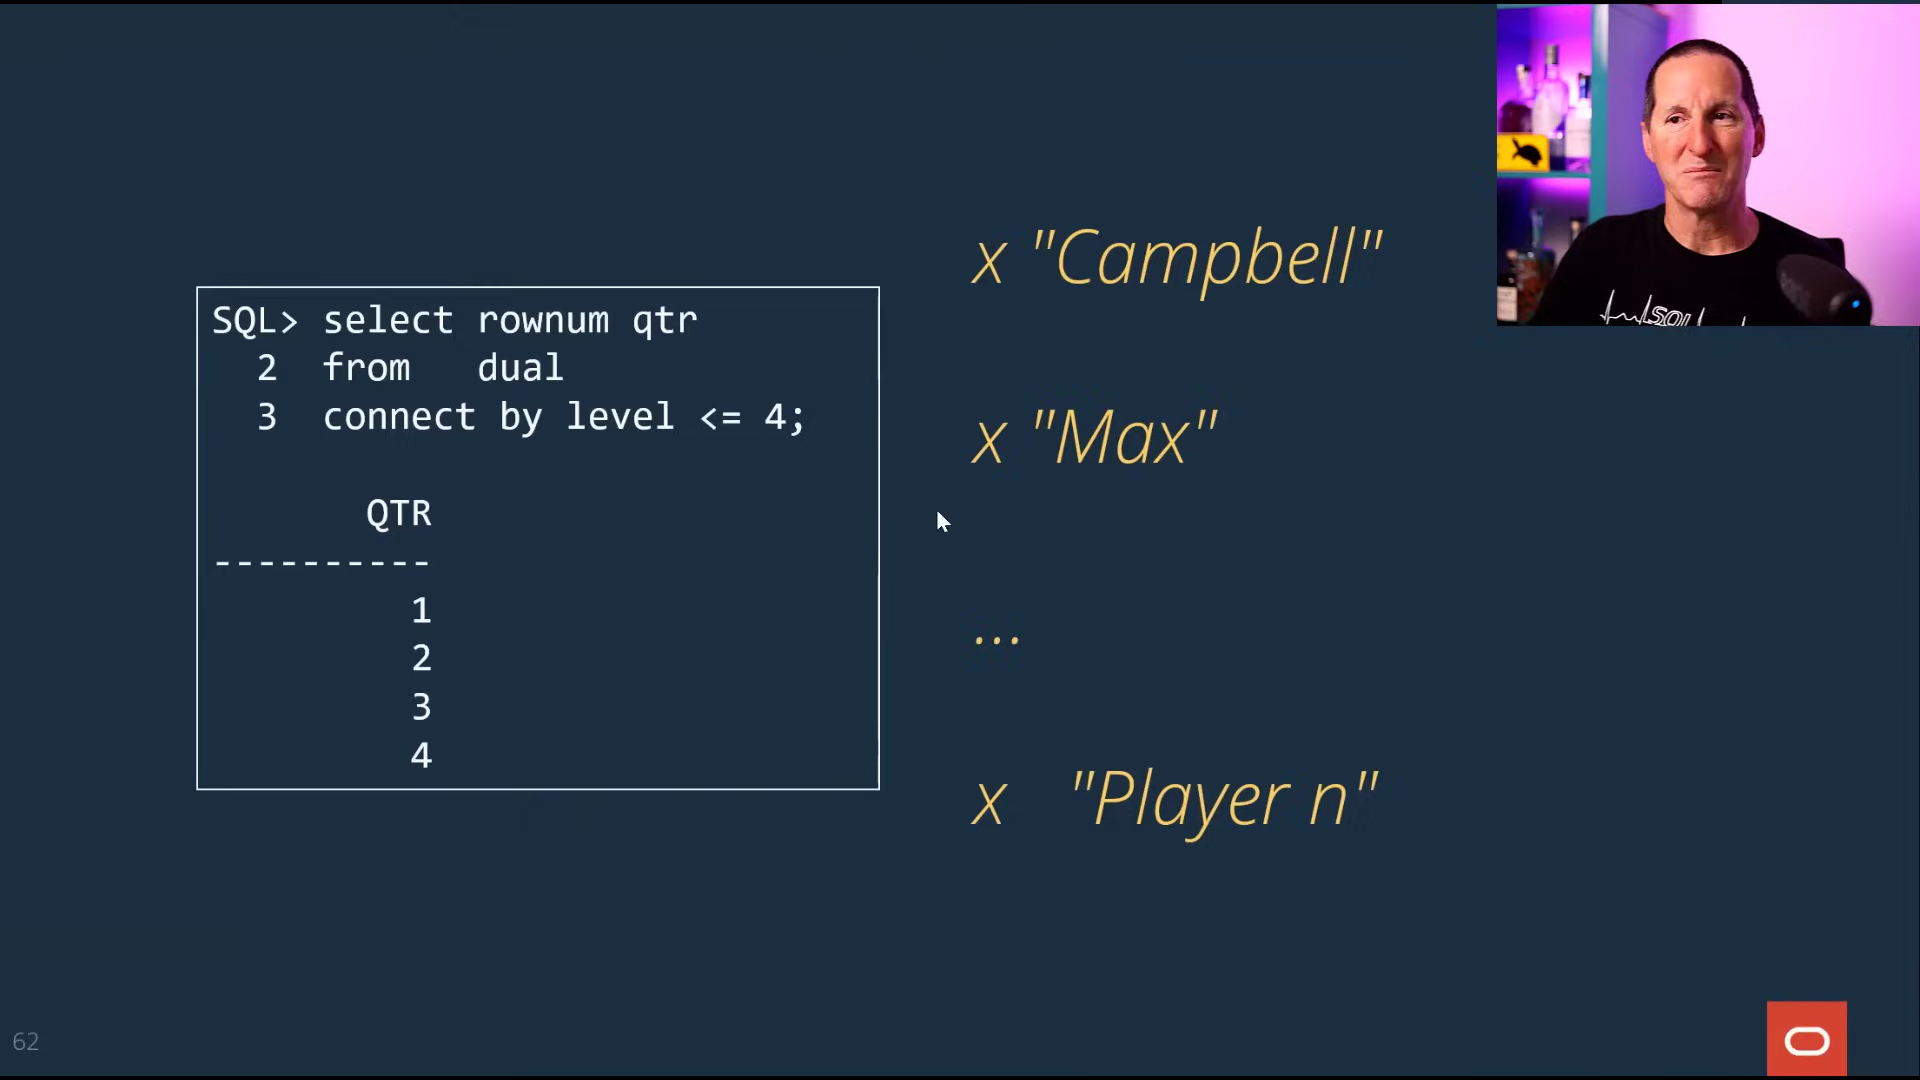 SQL> select rownum qtr
2 from dual
3 connect by level <= 4;
QTR
----------
1
2
3
4
x "Campbell"
x "Max"
...
x "Player n"
SQL
62